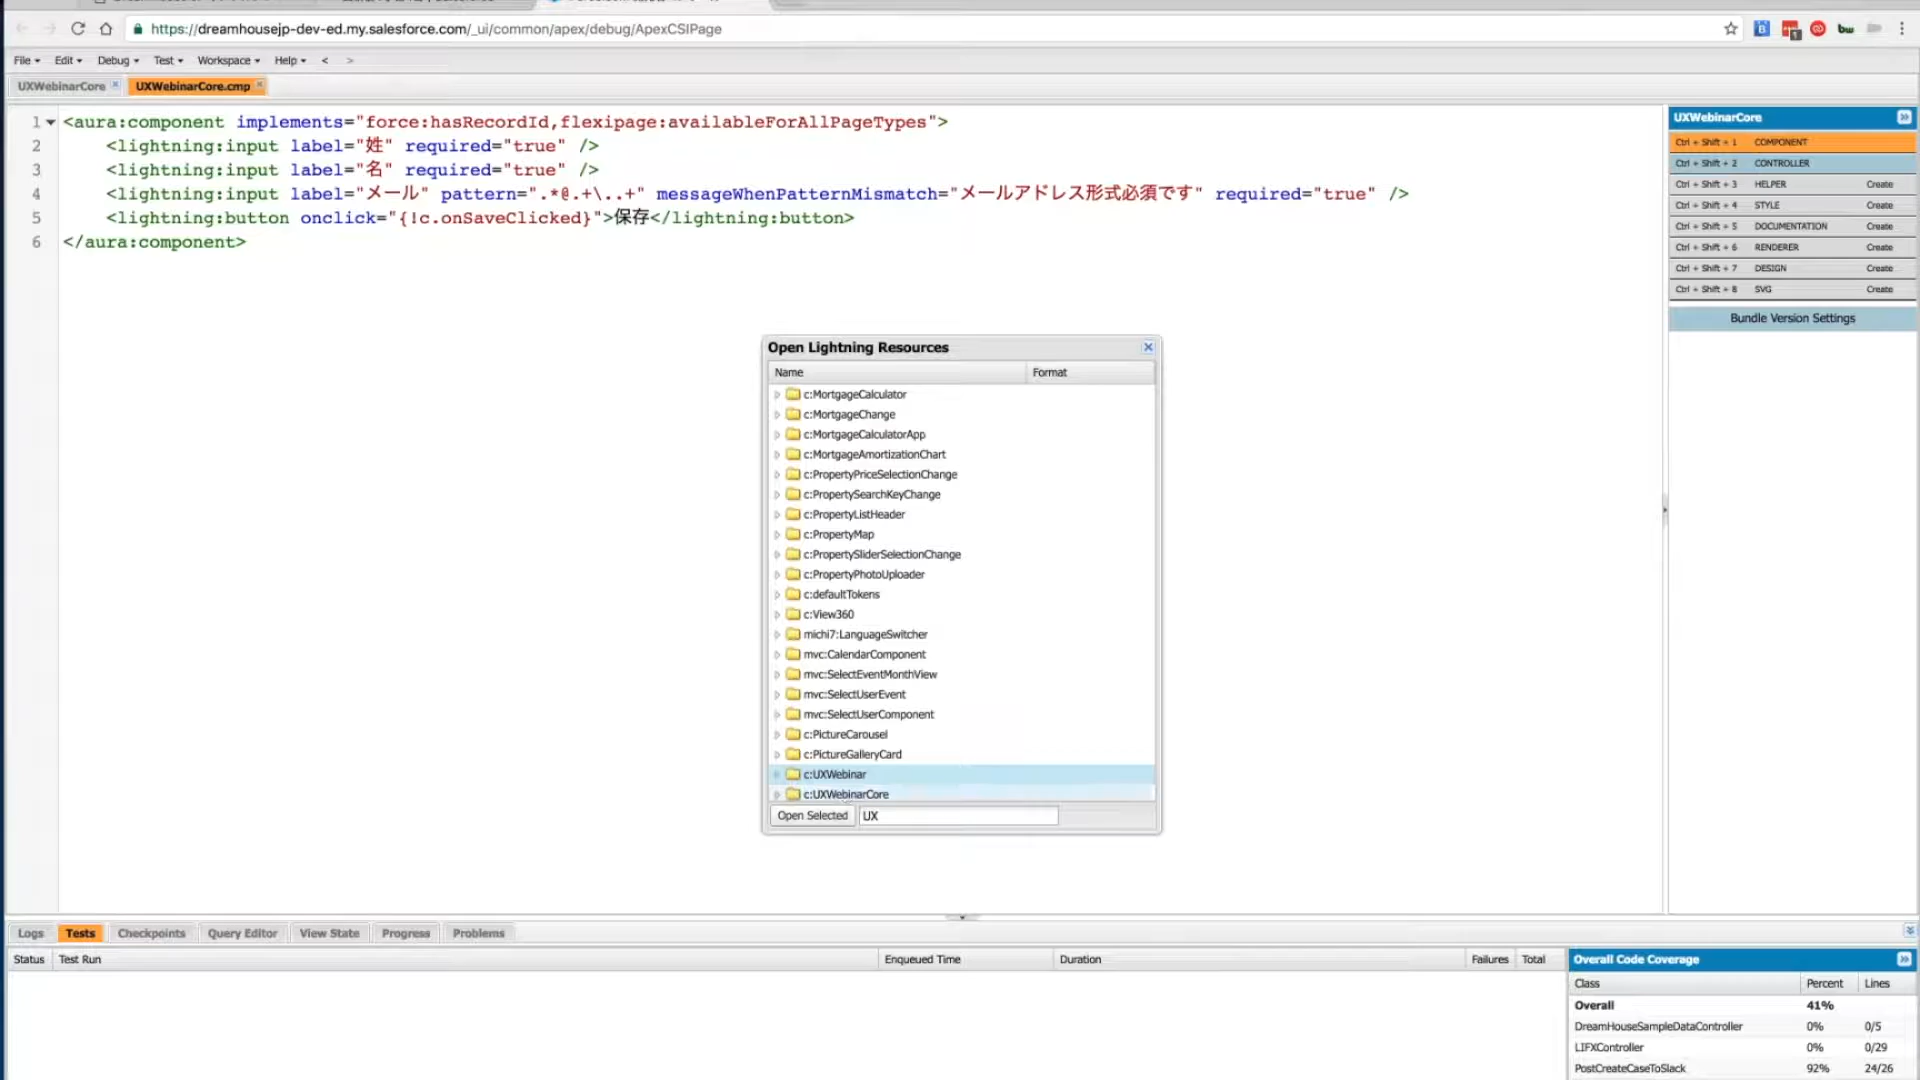 https://dreamhousejp-dev-ed.my.salesforce.com/_ui/common/apex/debug/ApexCSIPage
File Edit Debug Test Workspace Help < >
UXWebinarCore UXWebinarCore.cmp
1 <aura:component implements="force:hasRecordId,flexipage:availableForAllPageTypes">
2 <lightning:input label="姓" required="true" />
3 <lightning:input label="名" required="true" />
4 <lightning:input label="メール" pattern=".*@.+\..+" messageWhenPatternMismatch="メールアドレス形式必須です" required="true" />
5 <lightning:button onclick="{!c.onSaveClicked}">保存</lightning:button>
6 </aura:component>
UXWebinarCore
Ctrl + Shift + 1 COMPONENT
Ctrl + Shift + 2 CONTROLLER
Ctrl + Shift + 3 HELPER Create
Ctrl + Shift + 4 STYLE Create
Ctrl + Shift + 5 DOCUMENTATION Create
Ctrl + Shift + 6 RENDERER Create
Ctrl + Shift + 7 DESIGN Create
Ctrl + Shift + 8 SVG Create
Bundle Version Settings
Open Lightning Resources
Name Format
c:MortgageCalculator
c:MortgageChange
c:MortgageCalculatorApp
c:MortgageAmortizationChart
c:PropertyPriceSelectionChange
c:PropertySearchKeyChange
c:PropertyListHeader
c:PropertyMap
c:PropertySliderSelectionChange
c:PropertyPhotoUploader
c:defaultTokens
c:View360
michi7:LanguageSwitcher
mvc:CalendarComponent
mvc:SelectEventMonthView
mvc:SelectUserEvent
mvc:SelectUserComponent
c:PictureCarousel
c:PictureGalleryCard
c:UXWebinar
c:UXWebinarCore
Open Selected UX
Logs Tests Checkpoints Query Editor View State Progress Problems
Status Test Run Enqueued Time Duration Failures Total
Overall Code Coverage
Class Percent Lines
Overall 41%
DreamHouseSampleDataController 0% 0/5
LIFXController 0% 0/29
PostCreateCaseToSlack 92% 24/26